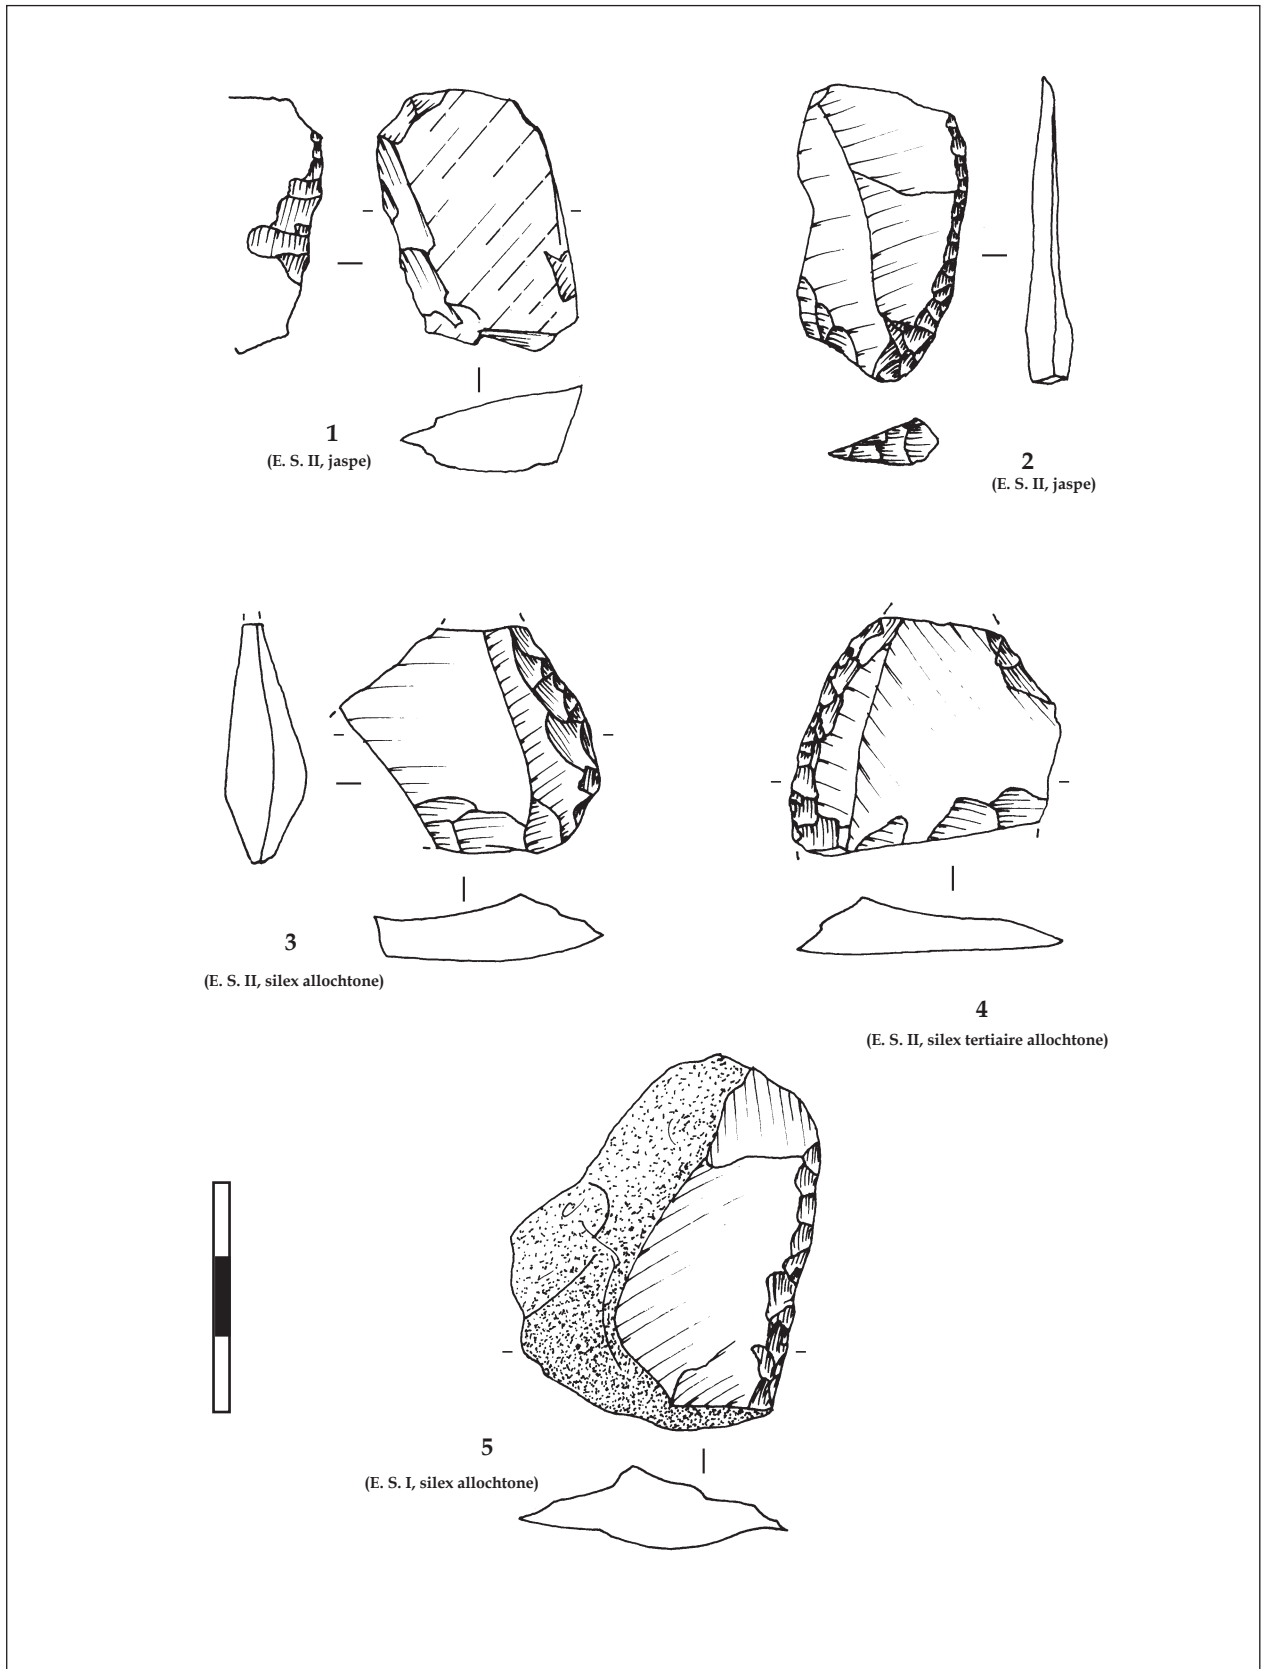 1
(E. S. II, jaspe)
2
(E. S. II, jaspe)
3
(E. S. II, silex allochtone)
4
(E. S. II, silex tertiaire allochtone)
5
(E. S. I, silex allochtone)